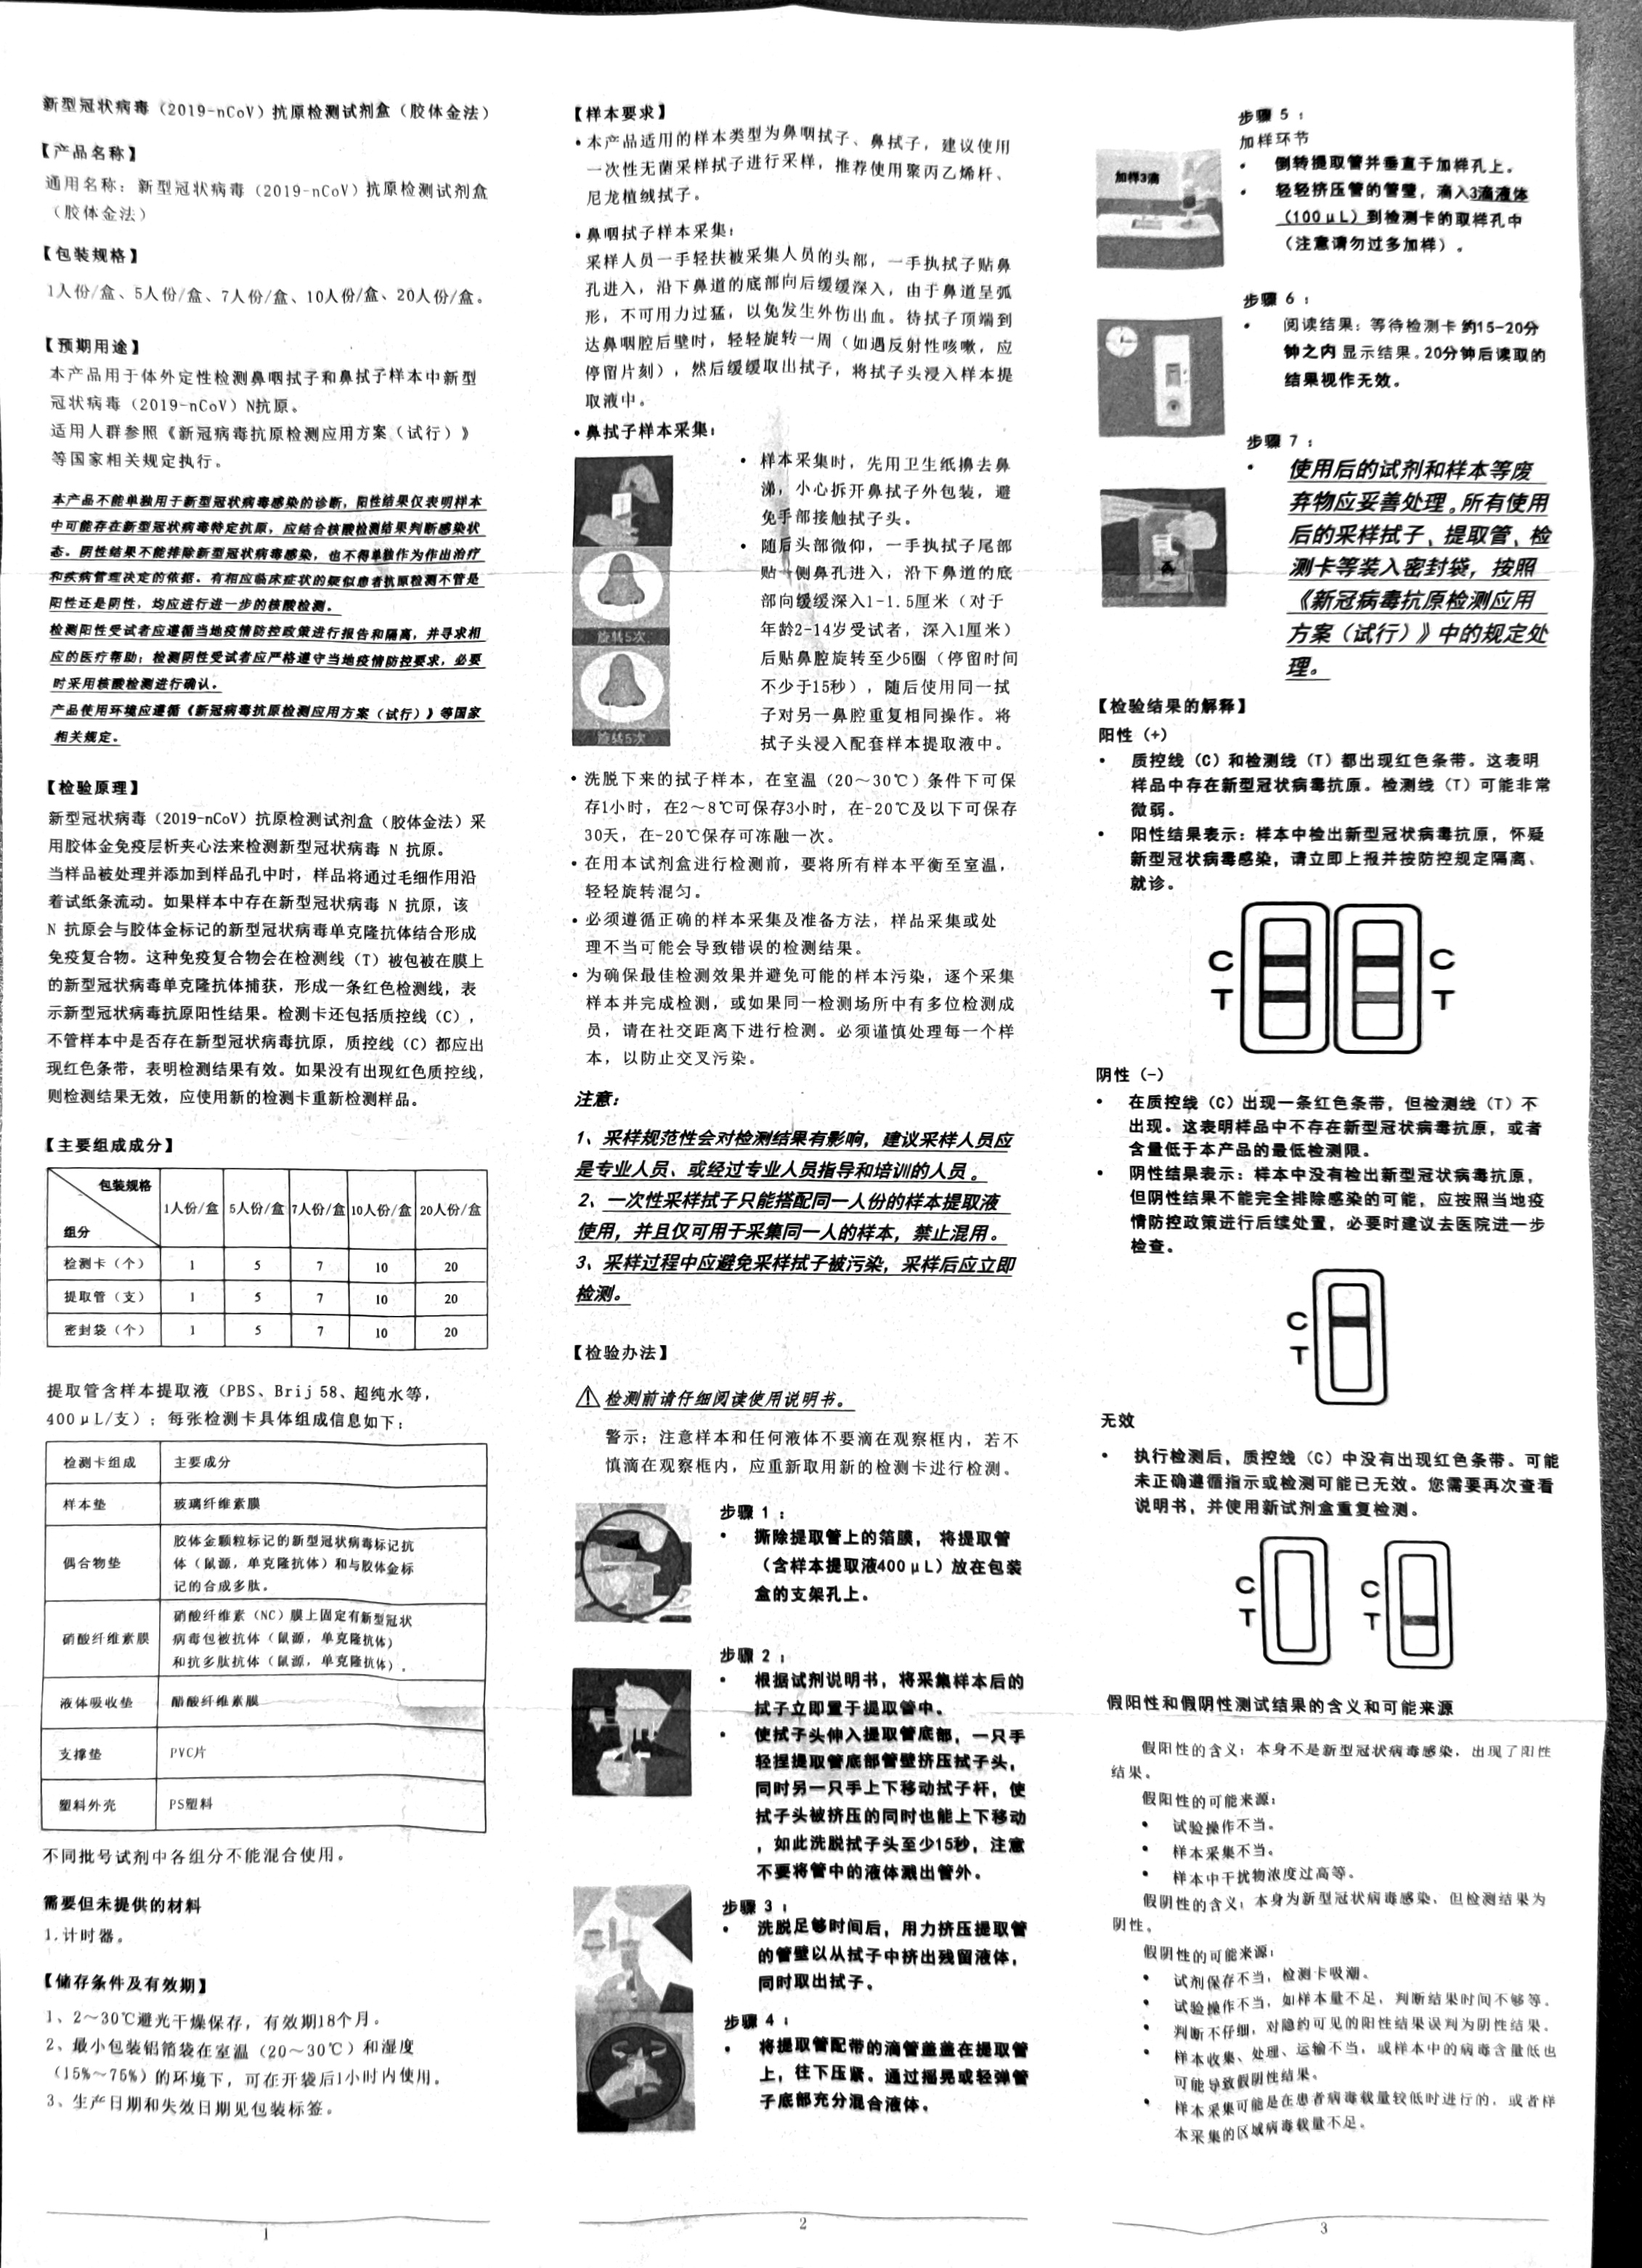 新型冠状病毒（2019-nCoV）抗原检测试剂盒（胶体金法）
【产品名称】
通用名称：新型冠状病毒（2019-nCoV）抗原检测试剂盒
（胶体金法）
【包装规格】
1人份/盒、5人份/盒、7人份/盒、10人份/盒、20人份/盒。
【预期用途】
本产品用于体外定性检测鼻咽拭子和鼻拭子样本中新型
冠状病毒（2019-nCoV）N抗原。
适用人群参照《新冠病毒抗原检测应用方案（试行）》
等国家相关规定执行。
本产品不能单独用于新型冠状病毒感染的诊断，阳性结果仅表明样本
中可能存在新型冠状病毒特定抗原，应结合核酸检测结果判断感染状
态。阴性结果不能排除新型冠状病毒感染，也不得单独作为作出治疗
和疾病管理决定的依据。有相应临床症状的疑似患者抗原检测不管是
阳性还是阴性，均应进行进一步的核酸检测。
检测阳性受试者应遵循当地疫情防控政策进行报告和隔离，并寻求相
应的医疗帮助；检测阴性受试者应严格遵守当地疫情防控要求，必要
时采用核酸检测进行确认。
产品使用环境应遵循《新冠病毒抗原检测应用方案（试行）》等国家
相关规定。
【检验原理】
新型冠状病毒（2019-nCoV）抗原检测试剂盒（胶体金法）采
用胶体金免疫层析夹心法来检测新型冠状病毒 N 抗原。
当样品被处理并添加到样品孔中时，样品将通过毛细作用沿
着试纸条流动。如果样本中存在新型冠状病毒 N 抗原，该
N 抗原会与胶体金标记的新型冠状病毒单克隆抗体结合形成
免疫复合物。这种免疫复合物会在检测线（T）被包被在膜上
的新型冠状病毒单克隆抗体捕获，形成一条红色检测线，表
示新型冠状病毒抗原阳性结果。检测卡还包括质控线（C），
不管样本中是否存在新型冠状病毒抗原，质控线（C）都应出
现红色条带，表明检测结果有效。如果没有出现红色质控线，
则检测结果无效，应使用新的检测卡重新检测样品。
【主要组成成分】
包装规格
组分
1人份/盒 5人份/盒 7人份/盒 10人份/盒 20人份/盒
检测卡（个） 1 5 7 10 20
提取管（支） 1 5 7 10 20
密封袋（个） 1 5 7 10 20
提取管含样本提取液（PBS、Brij 58、超纯水等，
400μL/支）；每张检测卡具体组成信息如下：
检测卡组成 主要成分
样本垫 玻璃纤维素膜
偶合物垫 胶体金颗粒标记的新型冠状病毒标记抗
体（鼠源，单克隆抗体）和与胶体金标
记的合成多肽。
硝酸纤维素膜 硝酸纤维素（NC）膜上固定有新型冠状
病毒包被抗体（鼠源，单克隆抗体）
和抗多肽抗体（鼠源，单克隆抗体）。
液体吸收垫 醋酸纤维素膜
支撑垫 PVC片
塑料外壳 PS塑料
不同批号试剂中各组分不能混合使用。
需要但未提供的材料
1.计时器。
【储存条件及有效期】
1、2～30℃避光干燥保存，有效期18个月。
2、最小包装铝箔袋在室温（20～30℃）和湿度
（15%～75%）的环境下，可在开袋后1小时内使用。
3、生产日期和失效日期见包装标签。
1
【样本要求】
•本产品适用的样本类型为鼻咽拭子、鼻拭子，建议使用
一次性无菌采样拭子进行采样，推荐使用聚丙乙烯杆、
尼龙植绒拭子。
•鼻咽拭子样本采集：
采样人员一手轻扶被采集人员的头部，一手执拭子贴鼻
孔进入，沿下鼻道的底部向后缓缓深入，由于鼻道呈弧
形，不可用力过猛，以免发生外伤出血。待拭子顶端到
达鼻咽腔后壁时，轻轻旋转一周（如遇反射性咳嗽，应
停留片刻），然后缓缓取出拭子，将拭子头浸入样本提
取液中。
•鼻拭子样本采集：
旋转5次
旋转5次
• 样本采集时，先用卫生纸擤去鼻
涕，小心拆开鼻拭子外包装，避
免手部接触拭子头。
• 随后头部微仰，一手执拭子尾部
贴一侧鼻孔进入，沿下鼻道的底
部向缓缓深入1-1.5厘米（对于
年龄2-14岁受试者，深入1厘米）
后贴鼻腔旋转至少5圈（停留时间
不少于15秒），随后使用同一拭
子对另一鼻腔重复相同操作。将
拭子头浸入配套样本提取液中。
•洗脱下来的拭子样本，在室温（20～30℃）条件下可保
存1小时，在2～8℃可保存3小时，在-20℃及以下可保存
30天，在-20℃保存可冻融一次。
•在用本试剂盒进行检测前，要将所有样本平衡至室温，
轻轻旋转混匀。
•必须遵循正确的样本采集及准备方法，样品采集或处
理不当可能会导致错误的检测结果。
•为确保最佳检测效果并避免可能的样本污染，逐个采集
样本并完成检测，或如果同一检测场所中有多位检测成
员，请在社交距离下进行检测。必须谨慎处理每一个样
本，以防止交叉污染。
注意：
1、采样规范性会对检测结果有影响，建议采样人员应
是专业人员、或经过专业人员指导和培训的人员。
2、一次性采样拭子只能搭配同一人份的样本提取液
使用，并且仅可用于采集同一人的样本，禁止混用。
3、采样过程中应避免采样拭子被污染，采样后应立即
检测。
【检验办法】
检测前请仔细阅读使用说明书。
警示：注意样本和任何液体不要滴在观察框内，若不
慎滴在观察框内，应重新取用新的检测卡进行检测。
步骤 1：
• 撕除提取管上的箔膜， 将提取管
（含样本提取液400μL）放在包装
盒的支架孔上。
步骤 2：
• 根据试剂说明书，将采集样本后的
拭子立即置于提取管中。
• 使拭子头伸入提取管底部，一只手
轻捏提取管底部管壁挤压拭子头，
同时另一只手上下移动拭子杆，使
拭子头被挤压的同时也能上下移动
，如此洗脱拭子头至少15秒，注意
不要将管中的液体溅出管外。
步骤 3：
• 洗脱足够时间后，用力挤压提取管
的管壁以从拭子中挤出残留液体，
同时取出拭子。
步骤 4：
• 将提取管配带的滴管盖盖在提取管
上，往下压紧。通过摇晃或轻弹管
子底部充分混合液体。
2
步骤 5：
加样环节
加样3滴
• 倒转提取管并垂直于加样孔上。
• 轻轻挤压管的管壁，滴入3滴液体
（100μL）到检测卡的取样孔中
（注意请勿过多加样）。
步骤 6：
• 阅读结果：等待检测卡约15-20分
钟之内显示结果。20分钟后读取的
结果视作无效。
步骤 7：
• 使用后的试剂和样本等废
弃物应妥善处理。所有使用
后的采样拭子、提取管、检
测卡等装入密封袋，按照
《新冠病毒抗原检测应用
方案（试行）》中的规定处
理。
【检验结果的解释】
阳性（+）
• 质控线（C）和检测线（T）都出现红色条带。这表明
样品中存在新型冠状病毒抗原。检测线（T）可能非常
微弱。
• 阳性结果表示：样本中检出新型冠状病毒抗原，怀疑
新型冠状病毒感染，请立即上报并按防控规定隔离、
就诊。
C C
T T
阴性（-）
• 在质控线（C）出现一条红色条带，但检测线（T）不
出现。这表明样品中不存在新型冠状病毒抗原，或者
含量低于本产品的最低检测限。
• 阴性结果表示：样本中没有检出新型冠状病毒抗原，
但阴性结果不能完全排除感染的可能，应按照当地疫
情防控政策进行后续处置，必要时建议去医院进一步
检查。
C
T
无效
• 执行检测后，质控线（C）中没有出现红色条带。可能
未正确遵循指示或检测可能已无效。您需要再次查看
说明书，并使用新试剂盒重复检测。
C C
T T
假阳性和假阴性测试结果的含义和可能来源
假阳性的含义：本身不是新型冠状病毒感染，出现了阳性
结果。
假阳性的可能来源：
• 试验操作不当。
• 样本采集不当。
• 样本中干扰物浓度过高等。
假阴性的含义：本身为新型冠状病毒感染、但检测结果为
阴性。
假阴性的可能来源：
• 试剂保存不当，检测卡吸潮。
• 试验操作不当，如样本量不足，判断结果时间不够等。
• 判断不仔细，对隐约可见的阳性结果误判为阴性结果。
• 样本收集、处理、运输不当，或样本中的病毒含量低也
可能导致假阴性结果。
• 样本采集可能是在患者病毒载量较低时进行的，或者样
本采集的区域病毒载量不足。
3